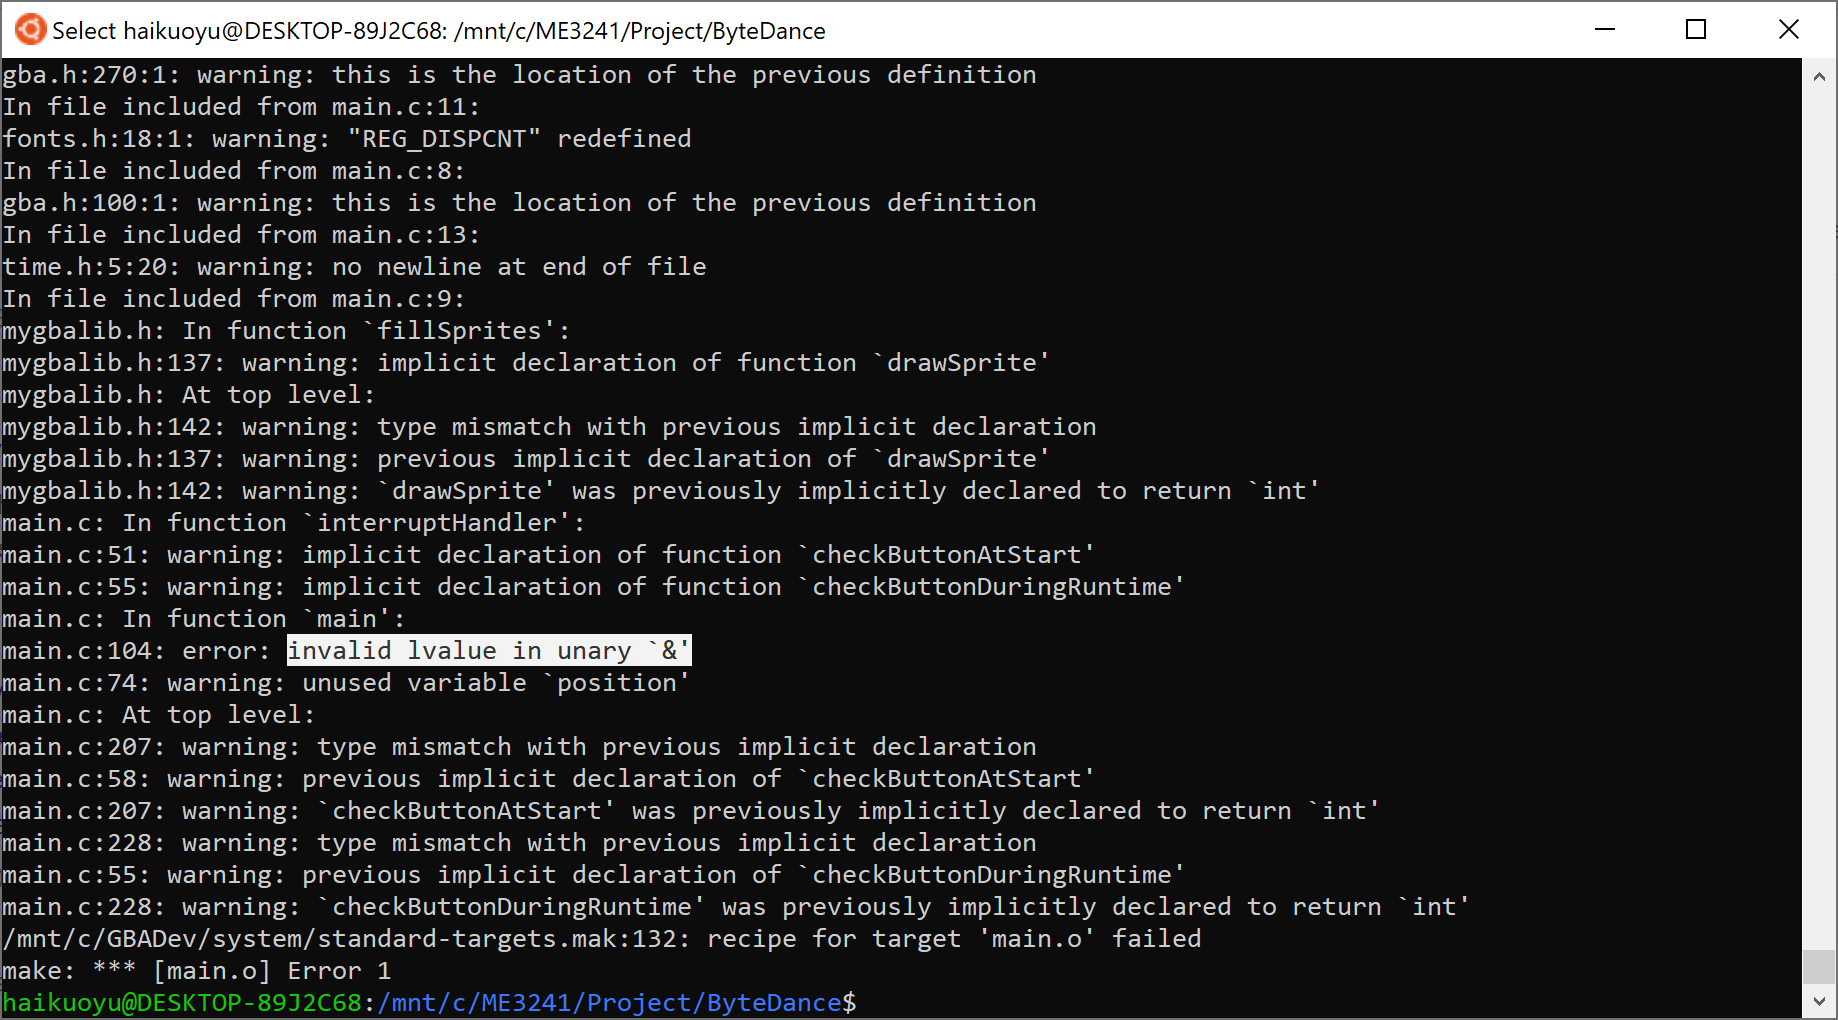 Select haikuoyu@DESKTOP-89J2C68: /mnt/c/ME3241/Project/ByteDance
gba.h:270:1: warning: this is the location of the previous definition
In file included from main.c:11:
fonts.h:18:1: warning: "REG_DISPCNT" redefined
In file included from main.c:8:
gba.h:100:1: warning: this is the location of the previous definition
In file included from main.c:13:
time.h:5:20: warning: no newline at end of file
In file included from main.c:9:
mygbalib.h: In function `fillSprites':
mygbalib.h:137: warning: implicit declaration of function `drawSprite'
mygbalib.h: At top level:
mygbalib.h:142: warning: type mismatch with previous implicit declaration
mygbalib.h:137: warning: previous implicit declaration of `drawSprite'
mygbalib.h:142: warning: `drawSprite' was previously implicitly declared to return `int'
main.c: In function `interruptHandler':
main.c:51: warning: implicit declaration of function `checkButtonAtStart'
main.c:55: warning: implicit declaration of function `checkButtonDuringRuntime'
main.c: In function `main':
main.c:104: error: invalid lvalue in unary `&'
main.c:74: warning: unused variable `position'
main.c: At top level:
main.c:207: warning: type mismatch with previous implicit declaration
main.c:58: warning: previous implicit declaration of `checkButtonAtStart'
main.c:207: warning: `checkButtonAtStart' was previously implicitly declared to return `int'
main.c:228: warning: type mismatch with previous implicit declaration
main.c:55: warning: previous implicit declaration of `checkButtonDuringRuntime'
main.c:228: warning: `checkButtonDuringRuntime' was previously implicitly declared to return `int'
/mnt/c/GBADev/system/standard-targets.mak:132: recipe for target 'main.o' failed
make: *** [main.o] Error 1
haikuoyu@DESKTOP-89J2C68:/mnt/c/ME3241/Project/ByteDance$